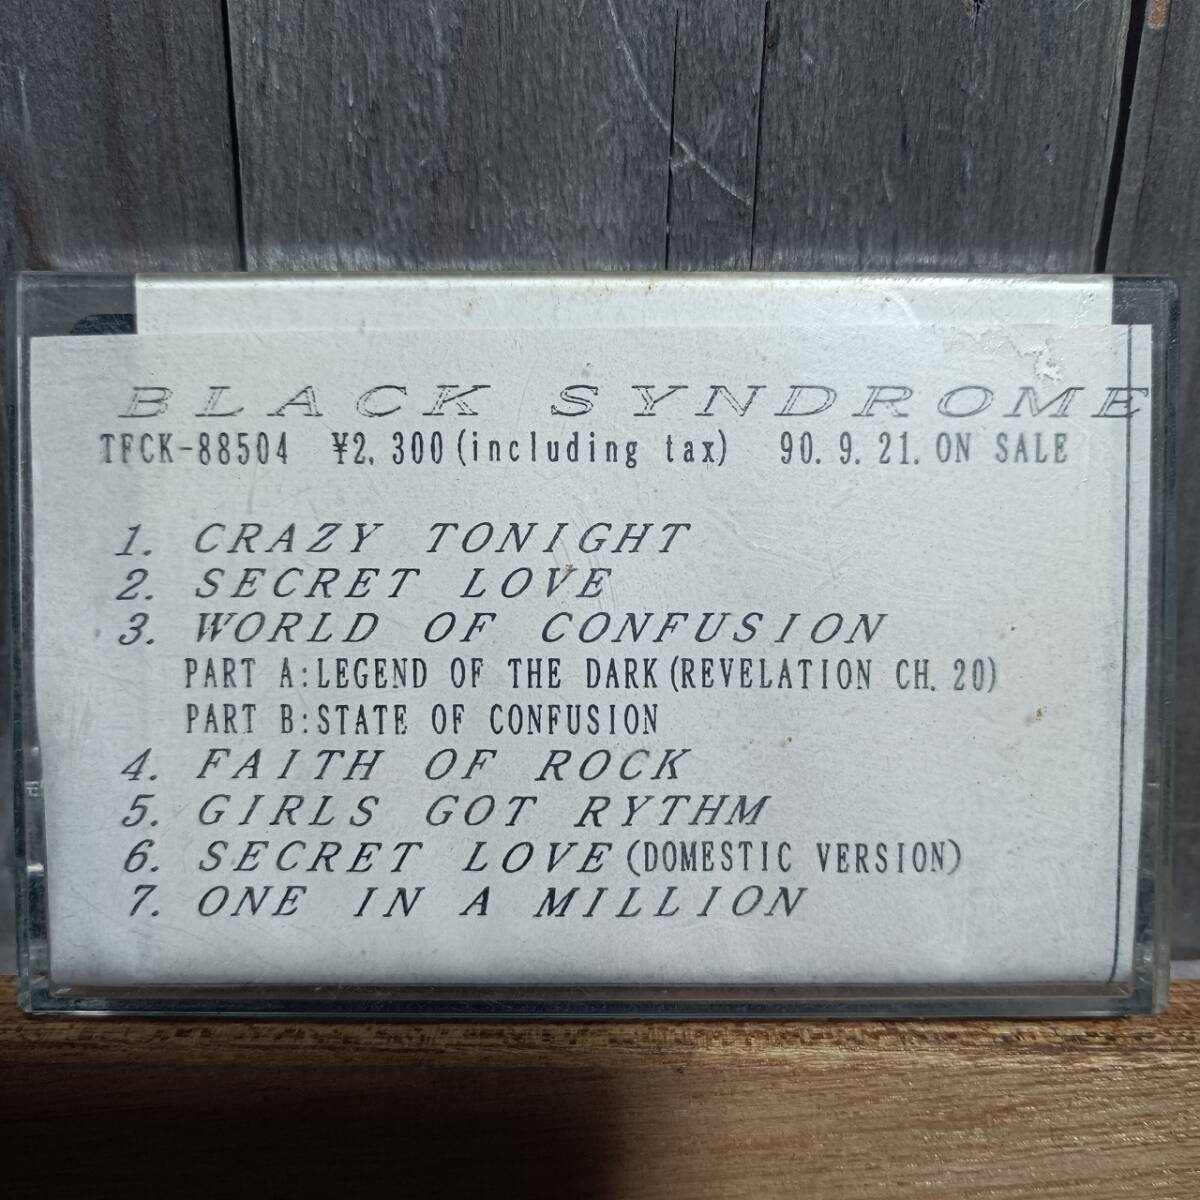 BLACK SYNDROME
TFCK-88504 ¥2,300(including tax) 90.9.21.ON SALE
1. CRAZY TONIGHT
2. SECRET LOVE
3. WORLD OF CONFUSION
PART A:LEGEND OF THE DARK(REVELATION CH.20)
PART B:STATE OF CONFUSION
4. FAITH OF ROCK
5. GIRLS GOT RYTHM
6. SECRET LOVE(DOMESTIC VERSION)
7. ONE IN A MILLION